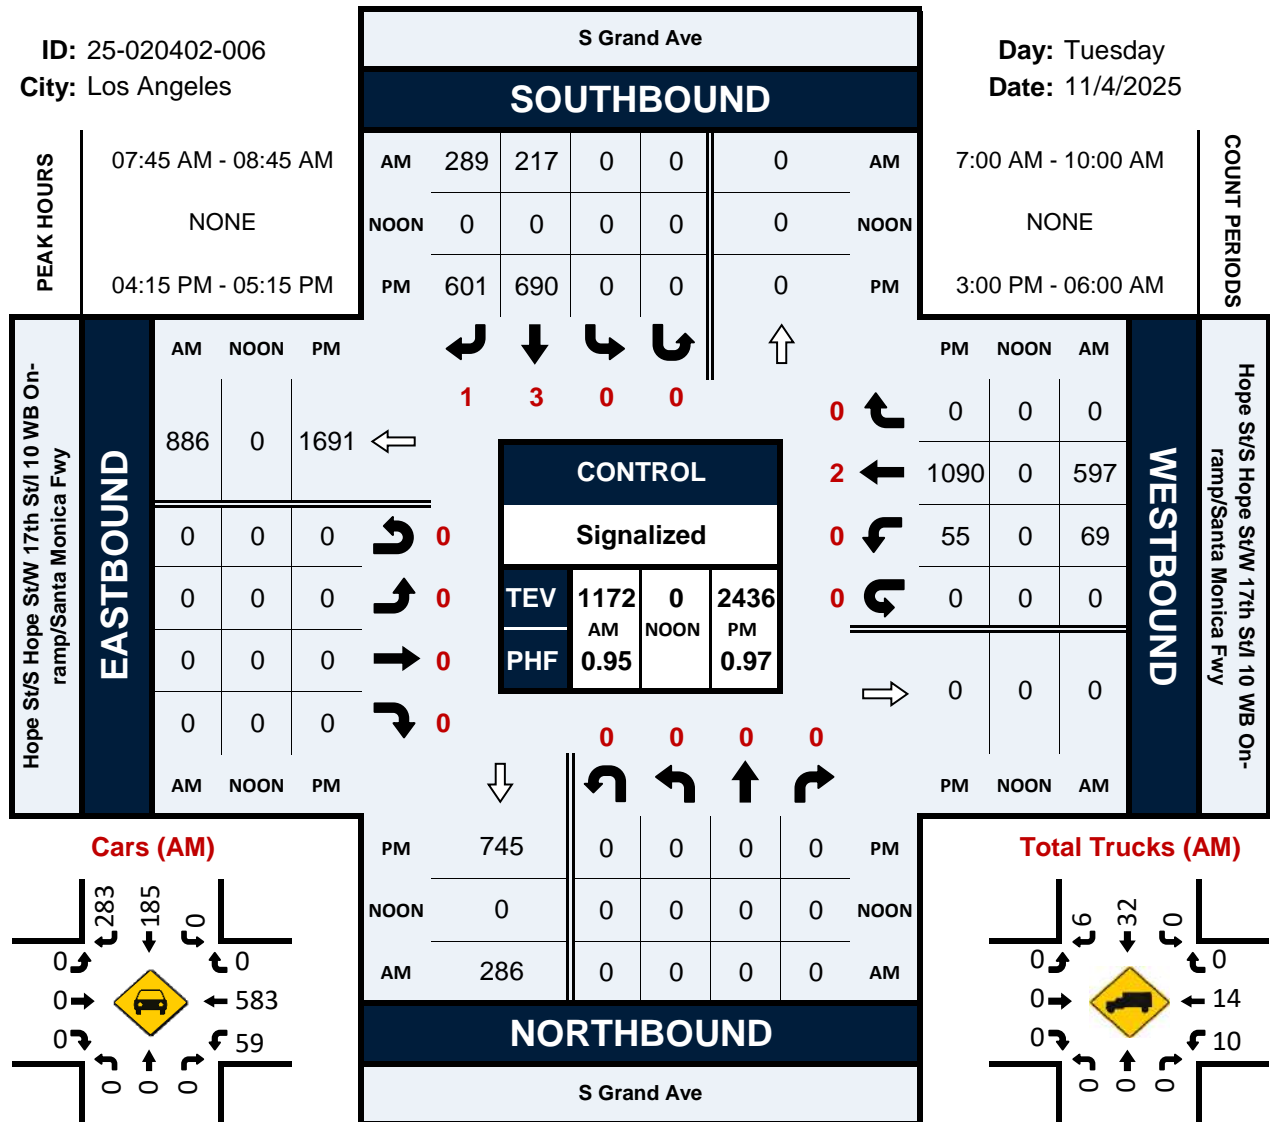 ID: 25-020402-006
City: Los Angeles
S Grand Ave
SOUTHBOUND
Day: Tuesday
Date: 11/4/2025
PEAK HOURS
07:45 AM - 08:45 AM
NONE
04:15 PM - 05:15 PM
AM 289 217 0 0 0 AM
NOON 0 0 0 0 0 NOON
PM 601 690 0 0 0 PM
7:00 AM - 10:00 AM
NONE
3:00 PM - 06:00 AM
COUNT PERIODS
1 3 0 0
Hope St/S Hope St/W 17th St/I 10 WB On-
ramp/Santa Monica Fwy
EASTBOUND
AM NOON PM
886 0 1691
0 0 0 0
0 0 0 0
0 0 0 0
0 0 0 0
AM NOON PM
CONTROL
Signalized
TEV 1172 0 2436
AM NOON PM
PHF 0.95 0.97
PM NOON AM
0 0 0 0
2 1090 0 597
0 55 0 69
0 0 0 0
0 0 0
PM NOON AM
WESTBOUND
Hope St/S Hope St/W 17th St/I 10 WB On-
ramp/Santa Monica Fwy
0 0 0 0
PM 745 0 0 0 0 PM
NOON 0 0 0 0 0 NOON
AM 286 0 0 0 0 AM
NORTHBOUND
S Grand Ave
Cars (AM)
283 185 0
0 0
0 583
0 59
0 0 0
Total Trucks (AM)
6 32 0
0 0
0 14
0 10
0 0 0